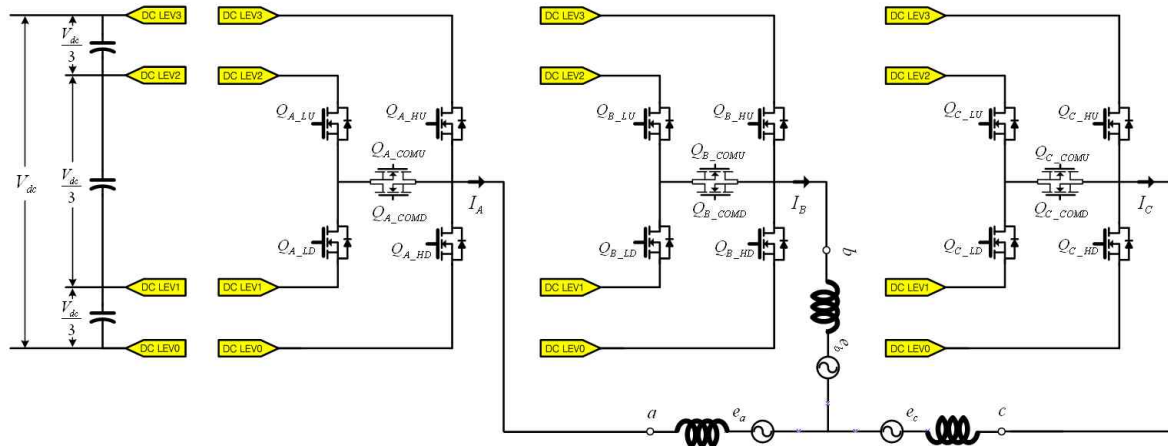 DC LEV3 DC LEV3 DC LEV3 DC LEV3
V_dc/3
DC LEV2 DC LEV2 DC LEV2 DC LEV2
Q_A_LU Q_A_HU Q_B_LU Q_B_HU Q_C_LU Q_C_HU
Q_A_COMU Q_B_COMU Q_C_COMU
V_dc V_dc/3
Q_A_COMD I_A Q_B_COMD I_B Q_C_COMD I_C
Q_A_LD Q_A_HD Q_B_LD Q_B_HD Q_C_LD Q_C_HD
b
DC LEV1 DC LEV1 DC LEV1 DC LEV1
V_dc/3
DC LEV0 DC LEV0 DC LEV0 DC LEV0
e_b
a e_a e_c c